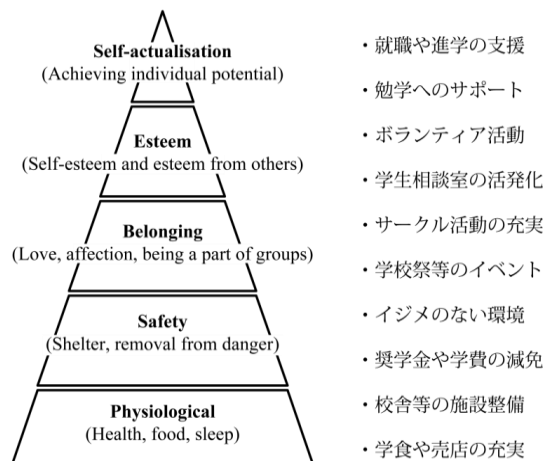 Self-actualisation
(Achieving individual potential)
Esteem
(Self-esteem and esteem from others)
Belonging
(Love, affection, being a part of groups)
Safety
(Shelter, removal from danger)
Physiological
(Health, food, sleep)
・就職や進学の支援
・勉学へのサポート
・ボランティア活動
・学生相談室の活発化
・サークル活動の充実
・学校祭等のイベント
・イジメのない環境
・奨学金や学費の減免
・校舎等の施設整備
・学食や売店の充実